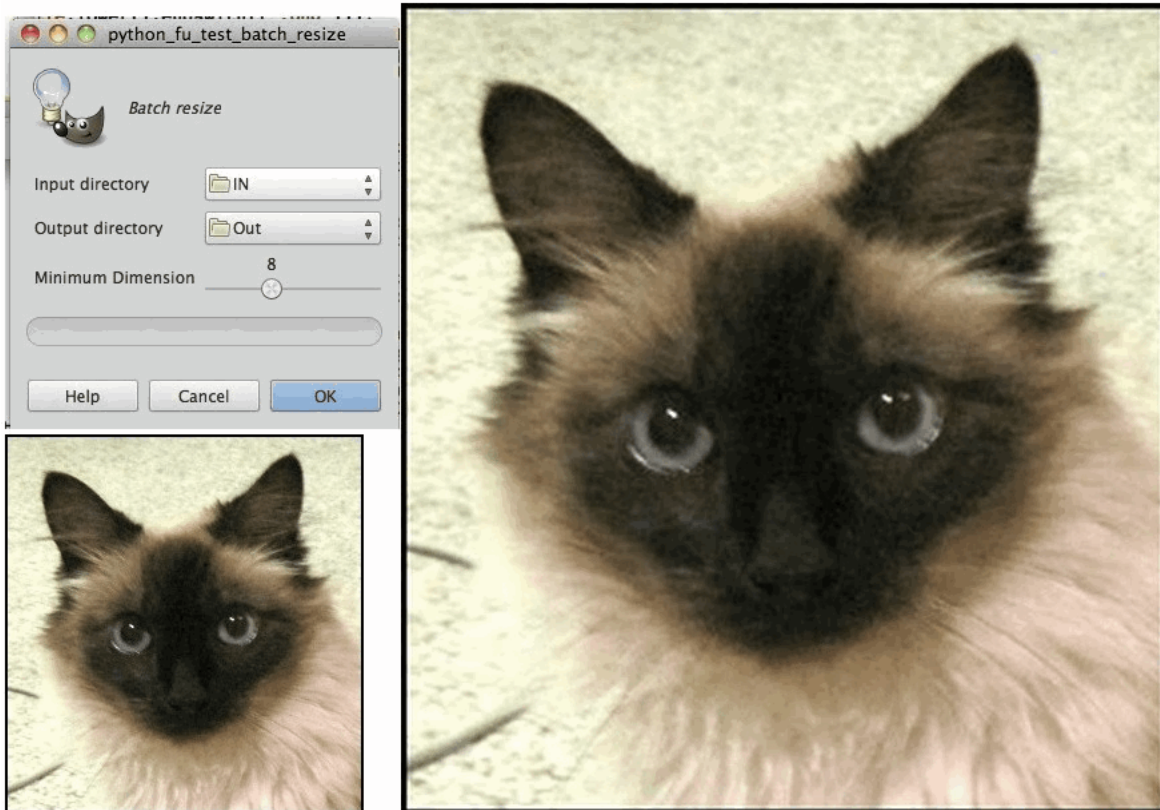 python_fu_test_batch_resize
Batch resize
Input directory
IN
Output directory
Out
Minimum Dimension
8
Help
Cancel
OK